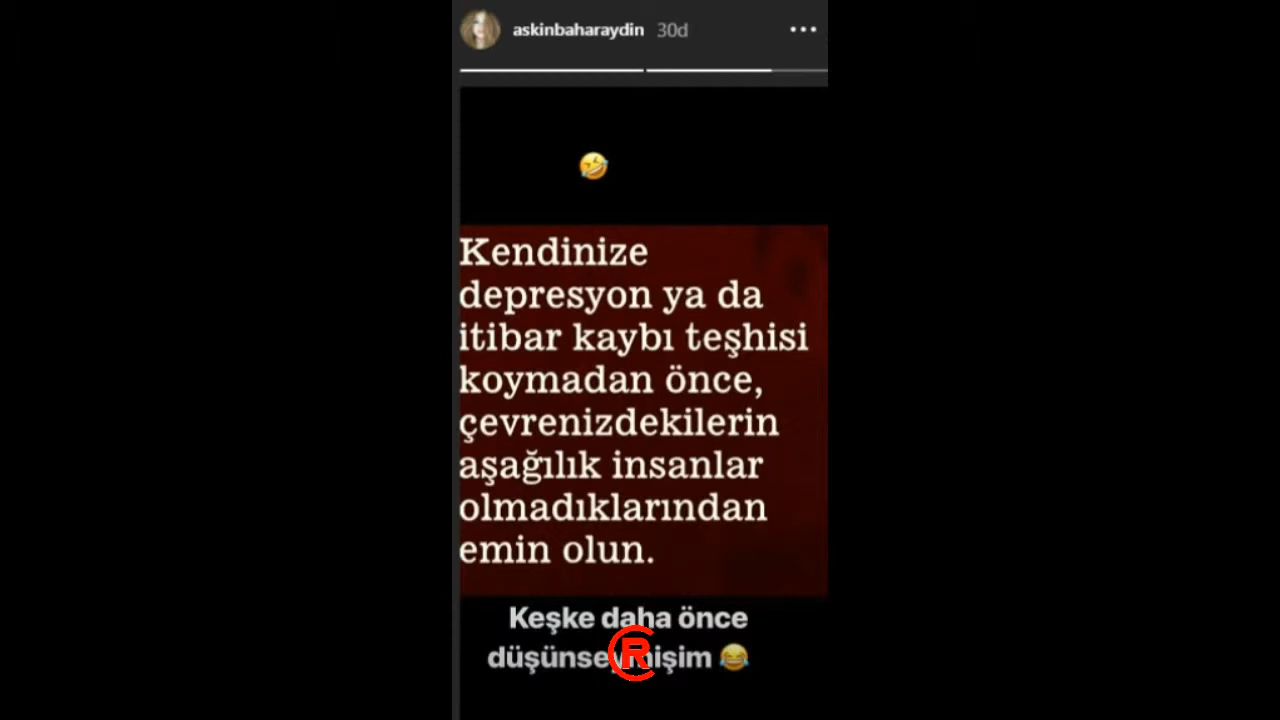 askinbaharaydin 30d
🤣
Kendinize
depresyon ya da
itibar kaybı teşhisi
koymadan önce,
çevrenizdekilerin
aşağılık insanlar
olmadıklarından
emin olun.
Keşke daha önce
düşünseymişim 😂
R